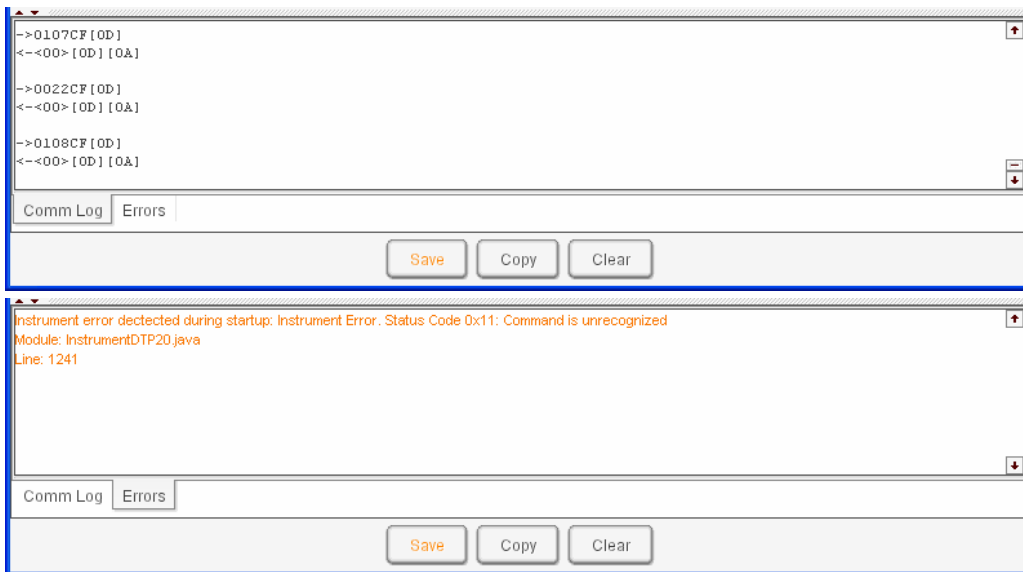 ->0107CF[0D]
<-<00>[0D][0A]
->0022CF[0D]
<-<00>[0D][0A]
->0108CF[0D]
<-<00>[0D][0A]
Comm Log Errors
Save Copy Clear
Instrument error dectected during startup: Instrument Error. Status Code 0x11: Command is unrecognized
Module: InstrumentDTP20.java
Line: 1241
Comm Log Errors
Save Copy Clear